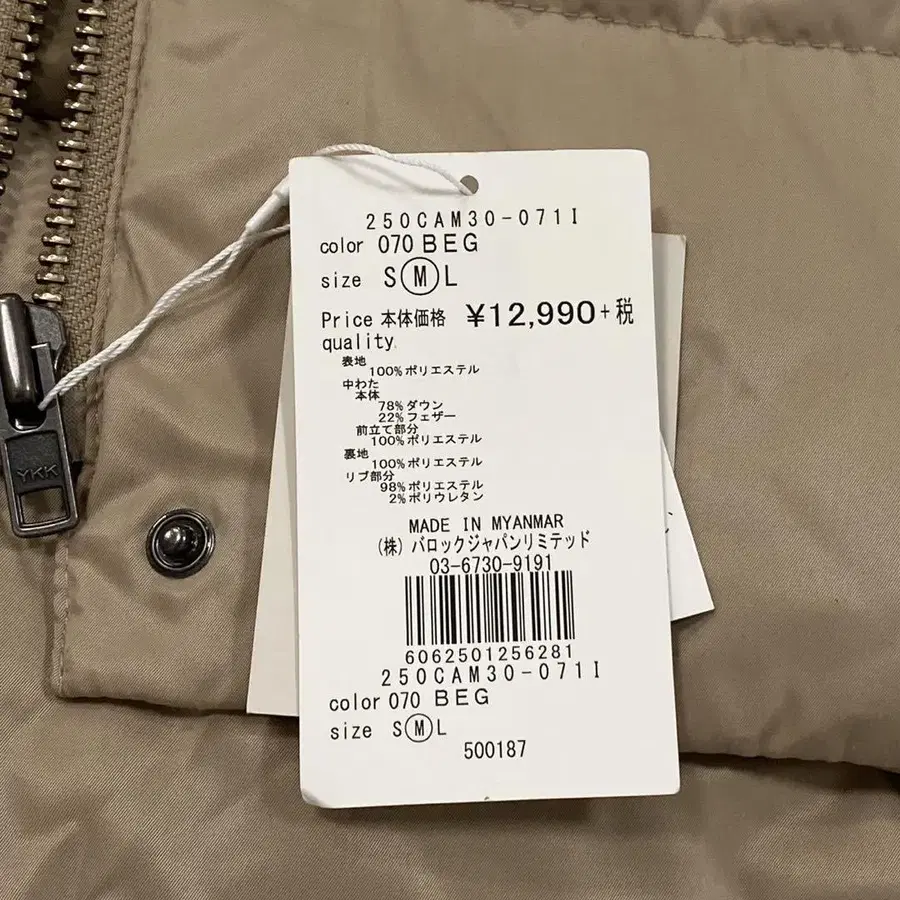 250CAM30-071I
color 070 BEG
size S M L
Price 本体価格 ¥12,990+税
quality
表地
100%ポリエステル
中わた
本体
78%ダウン
22%フェザー
前立て部分
100%ポリエステル
裏地
100%ポリエステル
リブ部分
98%ポリエステル
2%ポリウレタン
MADE IN MYANMAR
(株)バロックジャパンリミテッド
03-6730-9191
6062501256281
250CAM30-071I
color 070 BEG
size S M L
500187
YKK